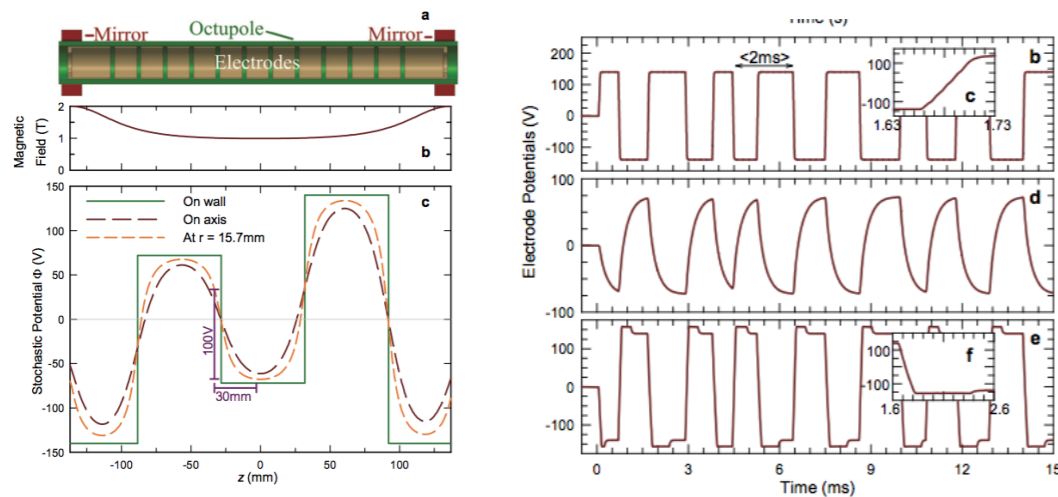 a
Octupole
Mirror
Mirror
Electrodes
Magnetic
Field (T)
2
1
0
b
Stochastic Potential Φ (V)
150
100
50
0
-50
-100
-150
c
On wall
On axis
At r = 15.7mm
100V
30mm
-100
-50
0
50
100
z (mm)
Electrode Potentials (V)
200
100
0
-100
b
<2ms>
100
-100
c
1.63
1.73
100
0
-100
d
100
0
-100
e
100
-100
f
1.6
2.6
0
3
6
9
12
15
Time (ms)